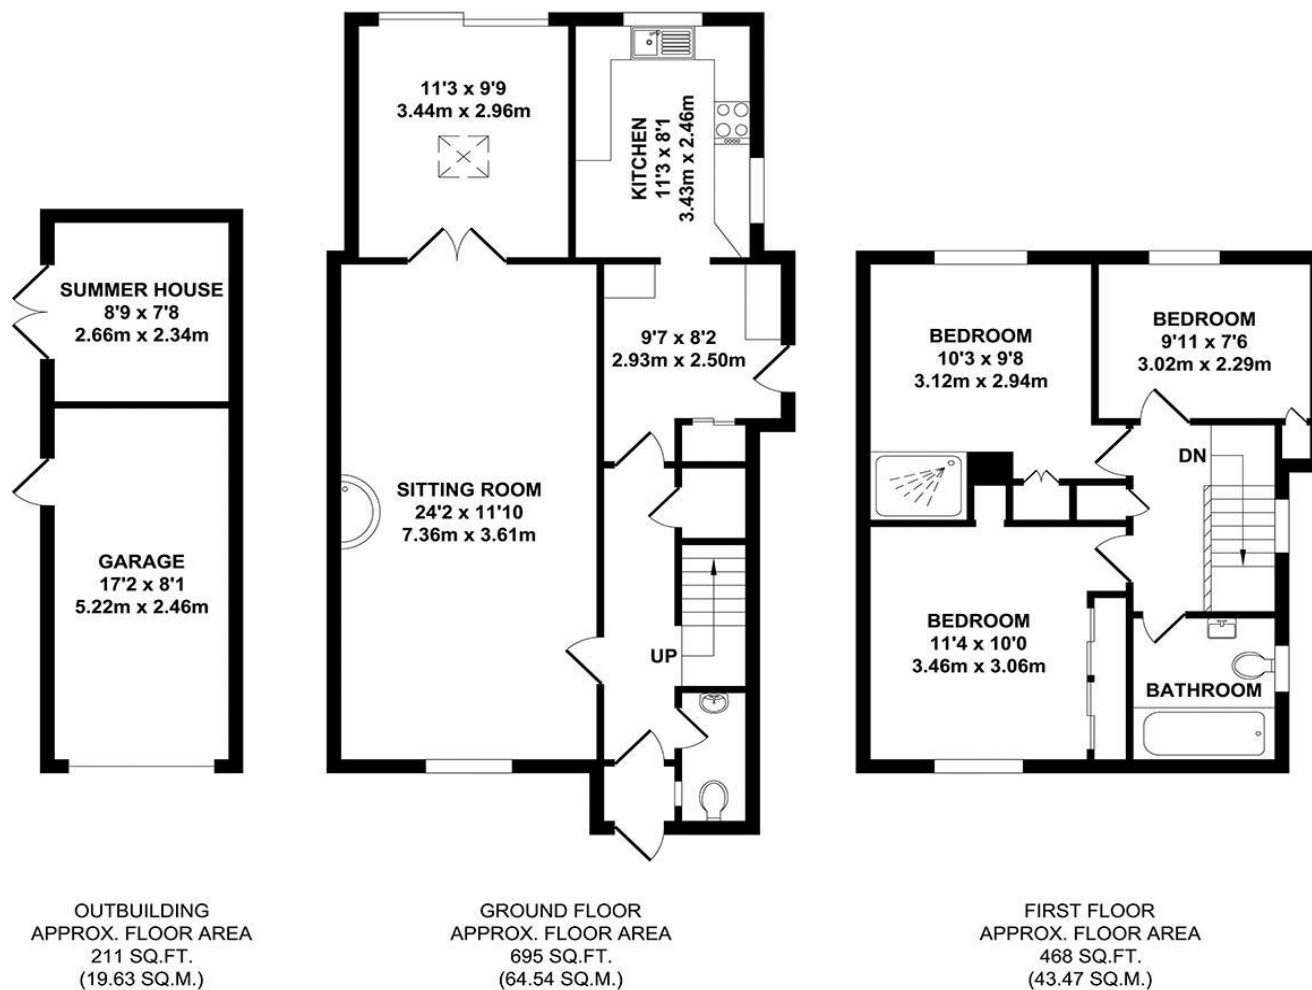 11'3 x 9'9
3.44m x 2.96m
KITCHEN
11'3 x 8'1
3.43m x 2.46m
SUMMER HOUSE
8'9 x 7'8
2.66m x 2.34m
9'7 x 8'2
2.93m x 2.50m
BEDROOM
10'3 x 9'8
3.12m x 2.94m
BEDROOM
9'11 x 7'6
3.02m x 2.29m
DN
SITTING ROOM
24'2 x 11'10
7.36m x 3.61m
GARAGE
17'2 x 8'1
5.22m x 2.46m
UP
BEDROOM
11'4 x 10'0
3.46m x 3.06m
BATHROOM
OUTBUILDING
APPROX. FLOOR AREA
211 SQ.FT.
(19.63 SQ.M.)
GROUND FLOOR
APPROX. FLOOR AREA
695 SQ.FT.
(64.54 SQ.M.)
FIRST FLOOR
APPROX. FLOOR AREA
468 SQ.FT.
(43.47 SQ.M.)